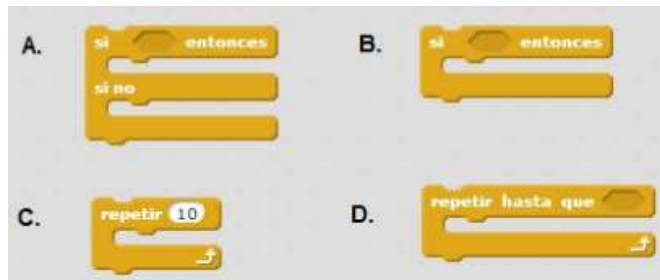 A.
si entonces
si no
B.
si entonces
C.
repetir 10
D.
repetir hasta que